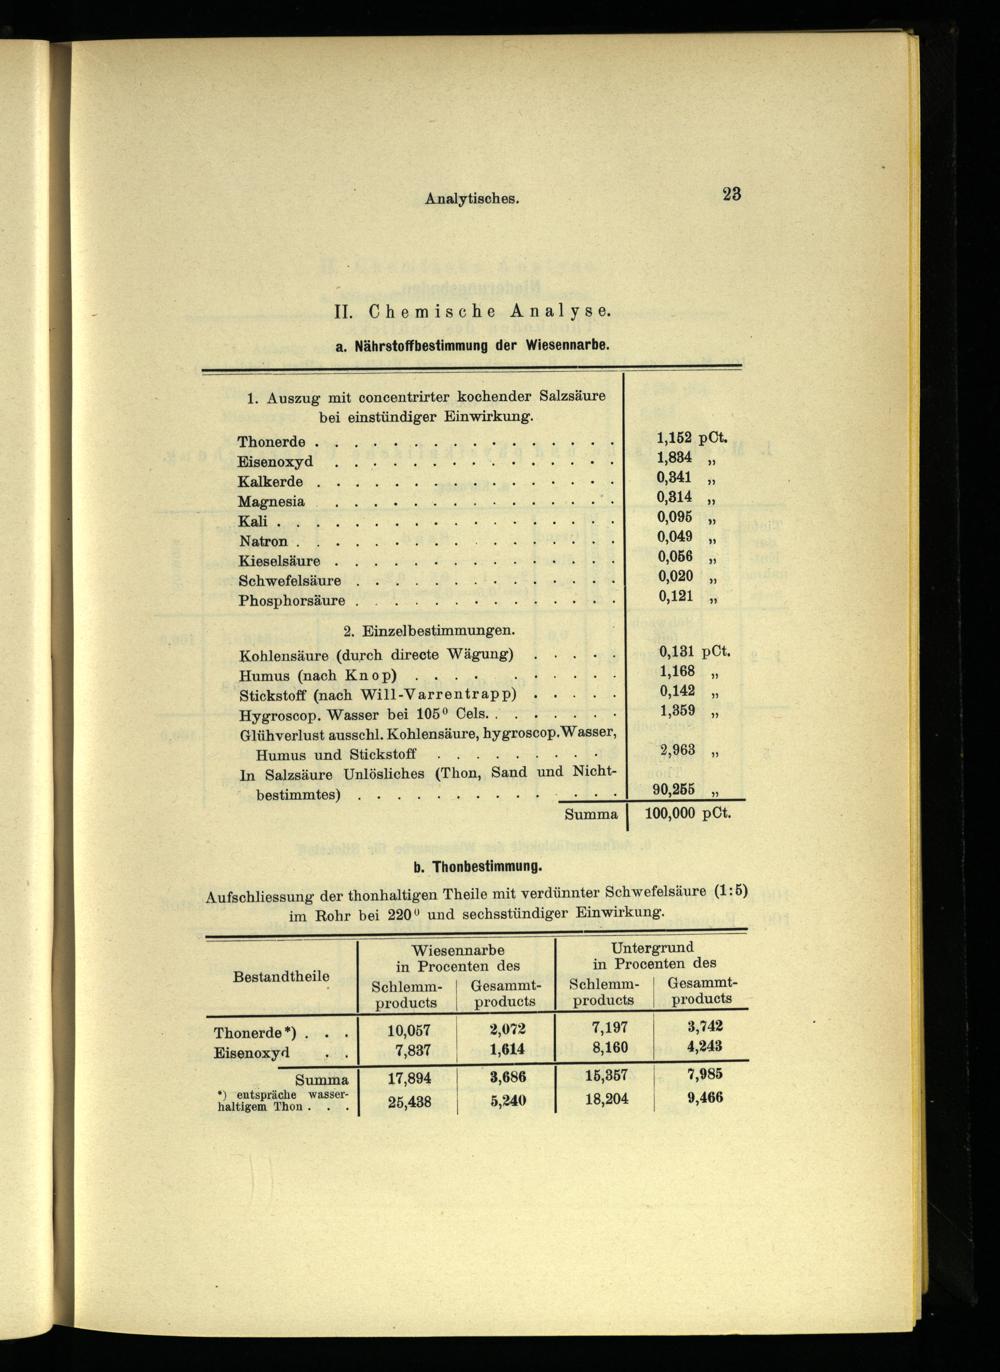 Analytisches. 23
II. Chemische Analyse.
a. Nährstoffbestimmung der Wiesennarbe.
1. Auszug mit concentrirter kochender Salzsäure
bei einstündiger Einwirkung.
Thonerde . . . . . . . . . . . . . . . . 1,152 pCt.
Eisenoxyd . . . . . . . . . . . . . . . 1,834 „
Kalkerde . . . . . . . . . . . . . . . . 0,341 „
Magnesia . . . . . . . . . . . . . . . 0,314 „
Kali . . . . . . . . . . . . . . . . . . 0,095 „
Natron . . . . . . . . . . . . . . . . . 0,049 „
Kieselsäure . . . . . . . . . . . . . . . 0,056 „
Schwefelsäure . . . . . . . . . . . . . . 0,020 „
Phosphorsäure . . . . . . . . . . . . . . 0,121 „
2. Einzelbestimmungen.
Kohlensäure (durch directe Wägung) . . . . . 0,131 pCt.
Humus (nach Knop) . . . . . . . . . . . 1,168 „
Stickstoff (nach Will-Varrentrapp) . . . . . 0,142 „
Hygroscop. Wasser bei 105⁰ Cels. . . . . . . . 1,359 „
Glühverlust ausschl. Kohlensäure, hygroscop. Wasser,
Humus und Stickstoff . . . . . . . . . 2,963 „
In Salzsäure Unlösliches (Thon, Sand und Nicht-
bestimmtes) . . . . . . . . . . . . . . 90,255 „
Summa 100,000 pCt.
b. Thonbestimmung.
Aufschliessung der thonhaltigen Theile mit verdünnter Schwefelsäure (1:5)
im Rohr bei 220⁰ und sechsstündiger Einwirkung.
Bestandtheile
Wiesennarbe
in Procenten des
Schlemm-
products
Gesammt-
products
Untergrund
in Procenten des
Schlemm-
products
Gesammt-
products
Thonerde*) . . . 10,057 2,072 7,197 3,742
Eisenoxyd . . 7,837 1,614 8,160 4,243
Summa 17,894 3,686 15,357 7,985
*) entspräche wasser-
haltigem Thon . . . 25,438 5,240 18,204 9,466